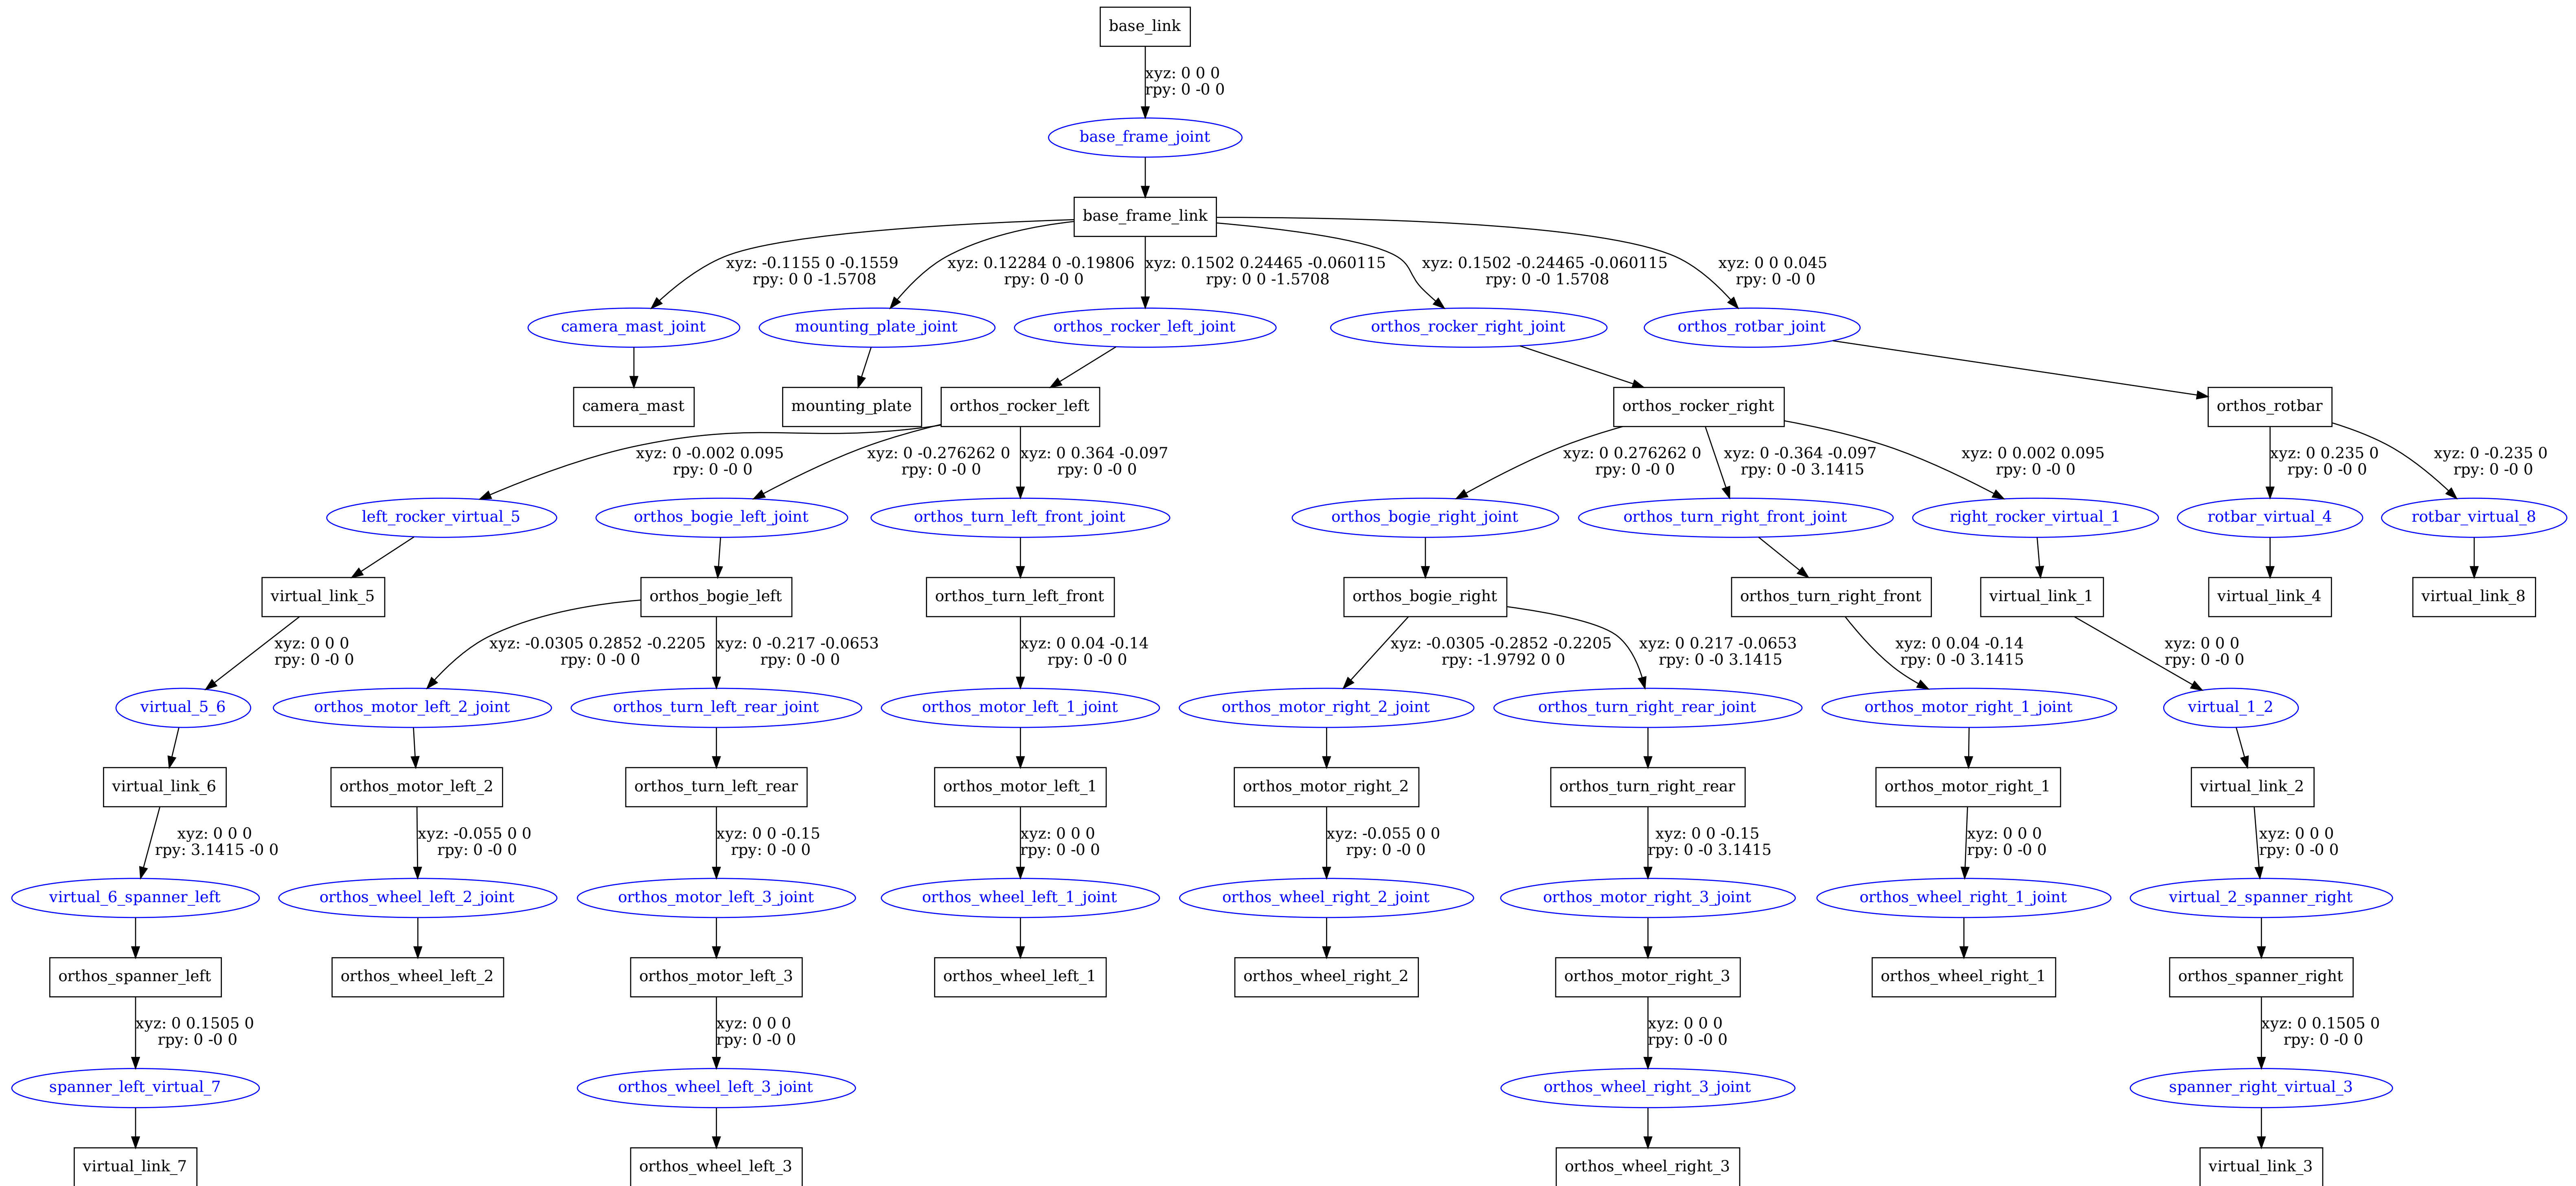 base_link
xyz: 0 0 0
rpy: 0 -0 0
base_frame_joint
base_frame_link
xyz: -0.1155 0 -0.1559
rpy: 0 0 -1.5708
xyz: 0.12284 0 -0.19806
rpy: 0 -0 0
xyz: 0.1502 0.24465 -0.060115
rpy: 0 0 -1.5708
xyz: 0.1502 -0.24465 -0.060115
rpy: 0 -0 1.5708
xyz: 0 0 0.045
rpy: 0 -0 0
camera_mast_joint
mounting_plate_joint
orthos_rocker_left_joint
orthos_rocker_right_joint
orthos_rotbar_joint
camera_mast
mounting_plate
orthos_rocker_left
orthos_rocker_right
orthos_rotbar
xyz: 0 -0.002 0.095
rpy: 0 -0 0
xyz: 0 -0.276262 0
rpy: 0 -0 0
xyz: 0 0.364 -0.097
rpy: 0 -0 0
xyz: 0 0.276262 0
rpy: 0 -0 0
xyz: 0 -0.364 -0.097
rpy: 0 -0 3.1415
xyz: 0 0.002 0.095
rpy: 0 -0 0
xyz: 0 0.235 0
rpy: 0 -0 0
xyz: 0 -0.235 0
rpy: 0 -0 0
left_rocker_virtual_5
orthos_bogie_left_joint
orthos_turn_left_front_joint
orthos_bogie_right_joint
orthos_turn_right_front_joint
right_rocker_virtual_1
rotbar_virtual_4
rotbar_virtual_8
virtual_link_5
orthos_bogie_left
orthos_turn_left_front
orthos_bogie_right
orthos_turn_right_front
virtual_link_1
virtual_link_4
virtual_link_8
xyz: 0 0 0
rpy: 0 -0 0
xyz: -0.0305 0.2852 -0.2205
rpy: 0 -0 0
xyz: 0 -0.217 -0.0653
rpy: 0 -0 0
xyz: 0 0.04 -0.14
rpy: 0 -0 0
xyz: -0.0305 -0.2852 -0.2205
rpy: -1.9792 0 0
xyz: 0 0.217 -0.0653
rpy: 0 -0 3.1415
xyz: 0 0.04 -0.14
rpy: 0 -0 3.1415
xyz: 0 0 0
rpy: 0 -0 0
virtual_5_6
orthos_motor_left_2_joint
orthos_turn_left_rear_joint
orthos_motor_left_1_joint
orthos_motor_right_2_joint
orthos_turn_right_rear_joint
orthos_motor_right_1_joint
virtual_1_2
virtual_link_6
orthos_motor_left_2
orthos_turn_left_rear
orthos_motor_left_1
orthos_motor_right_2
orthos_turn_right_rear
orthos_motor_right_1
virtual_link_2
xyz: 0 0 0
rpy: 3.1415 -0 0
xyz: -0.055 0 0
rpy: 0 -0 0
xyz: 0 0 -0.15
rpy: 0 -0 0
xyz: 0 0 0
rpy: 0 -0 0
xyz: -0.055 0 0
rpy: 0 -0 0
xyz: 0 0 -0.15
rpy: 0 -0 3.1415
xyz: 0 0 0
rpy: 0 -0 0
xyz: 0 0 0
rpy: 0 -0 0
virtual_6_spanner_left
orthos_wheel_left_2_joint
orthos_motor_left_3_joint
orthos_wheel_left_1_joint
orthos_wheel_right_2_joint
orthos_motor_right_3_joint
orthos_wheel_right_1_joint
virtual_2_spanner_right
orthos_spanner_left
orthos_wheel_left_2
orthos_motor_left_3
orthos_wheel_left_1
orthos_wheel_right_2
orthos_motor_right_3
orthos_wheel_right_1
orthos_spanner_right
xyz: 0 0.1505 0
rpy: 0 -0 0
xyz: 0 0 0
rpy: 0 -0 0
xyz: 0 0 0
rpy: 0 -0 0
xyz: 0 0.1505 0
rpy: 0 -0 0
spanner_left_virtual_7
orthos_wheel_left_3_joint
orthos_wheel_right_3_joint
spanner_right_virtual_3
virtual_link_7
orthos_wheel_left_3
orthos_wheel_right_3
virtual_link_3